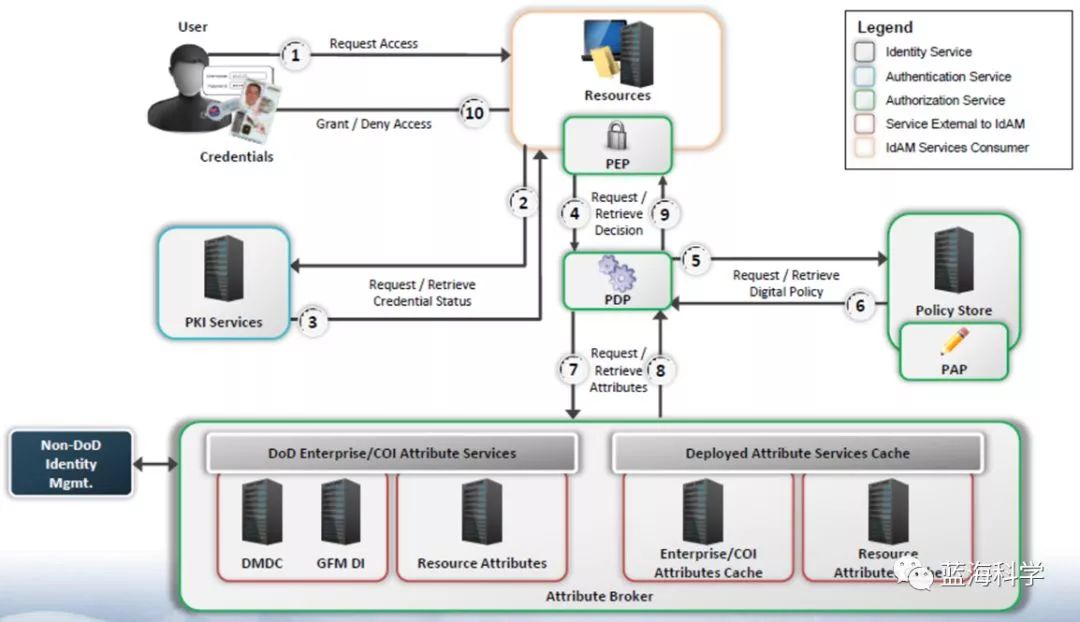 User
1
Request Access
10
Grant / Deny Access
Credentials
Resources
PEP
Legend
Identity Service
Authentication Service
Authorization Service
Service External to IdAM
IdAM Services Consumer
2
4
Request /
Retrieve
Decision
9
PKI Services
Request / Retrieve
Credential Status
3
PDP
5
Request / Retrieve
Digital Policy
6
Policy Store
PAP
7
Request /
Retrieve
Attributes
8
Non-DoD
Identity
Mgmt.
DoD Enterprise/COI Attribute Services
Deployed Attribute Services Cache
DMDC
GFM DI
Resource Attributes
Enterprise/COI
Attributes Cache
Resource
蓝海科学
Attribute Broker